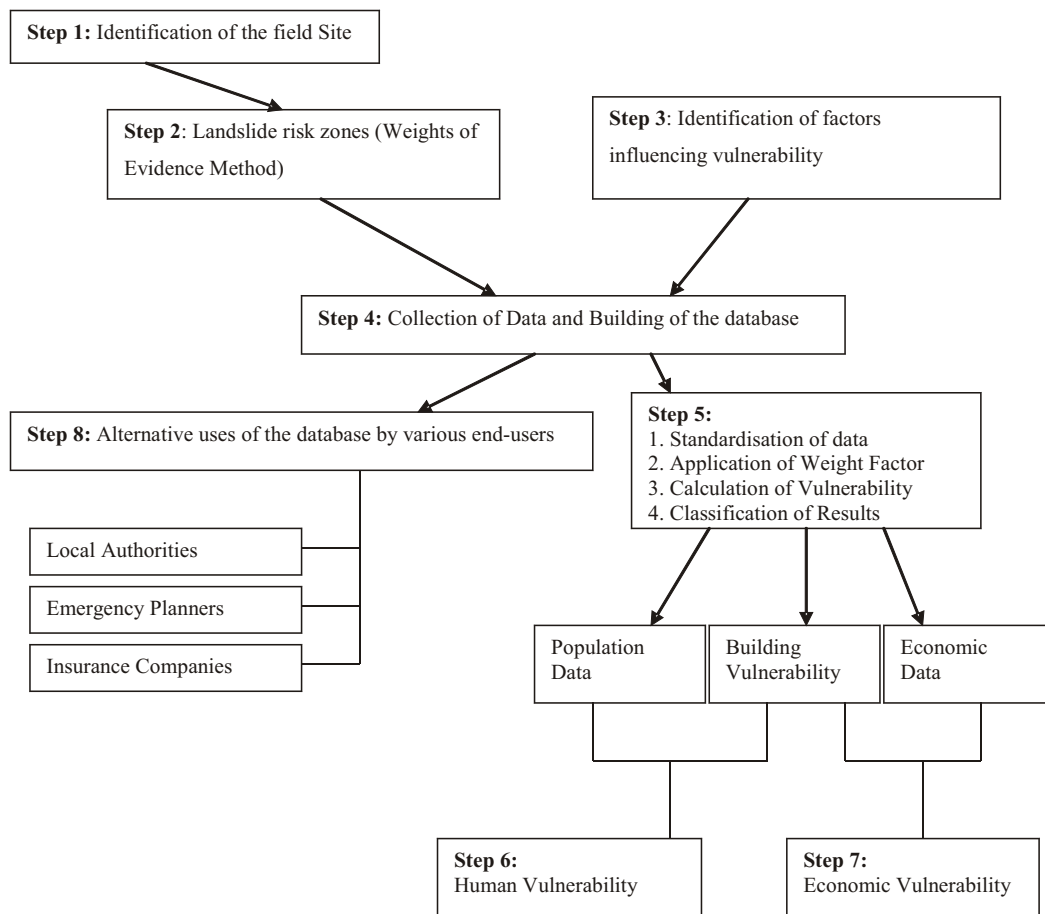 Step 1: Identification of the field Site
Step 2: Landslide risk zones (Weights of
Evidence Method)
Step 3: Identification of factors
influencing vulnerability
Step 4: Collection of Data and Building of the database
Step 8: Alternative uses of the database by various end-users
Local Authorities
Emergency Planners
Insurance Companies
Step 5:
1. Standardisation of data
2. Application of Weight Factor
3. Calculation of Vulnerability
4. Classification of Results
Population
Data
Building
Vulnerability
Economic
Data
Step 6:
Human Vulnerability
Step 7:
Economic Vulnerability